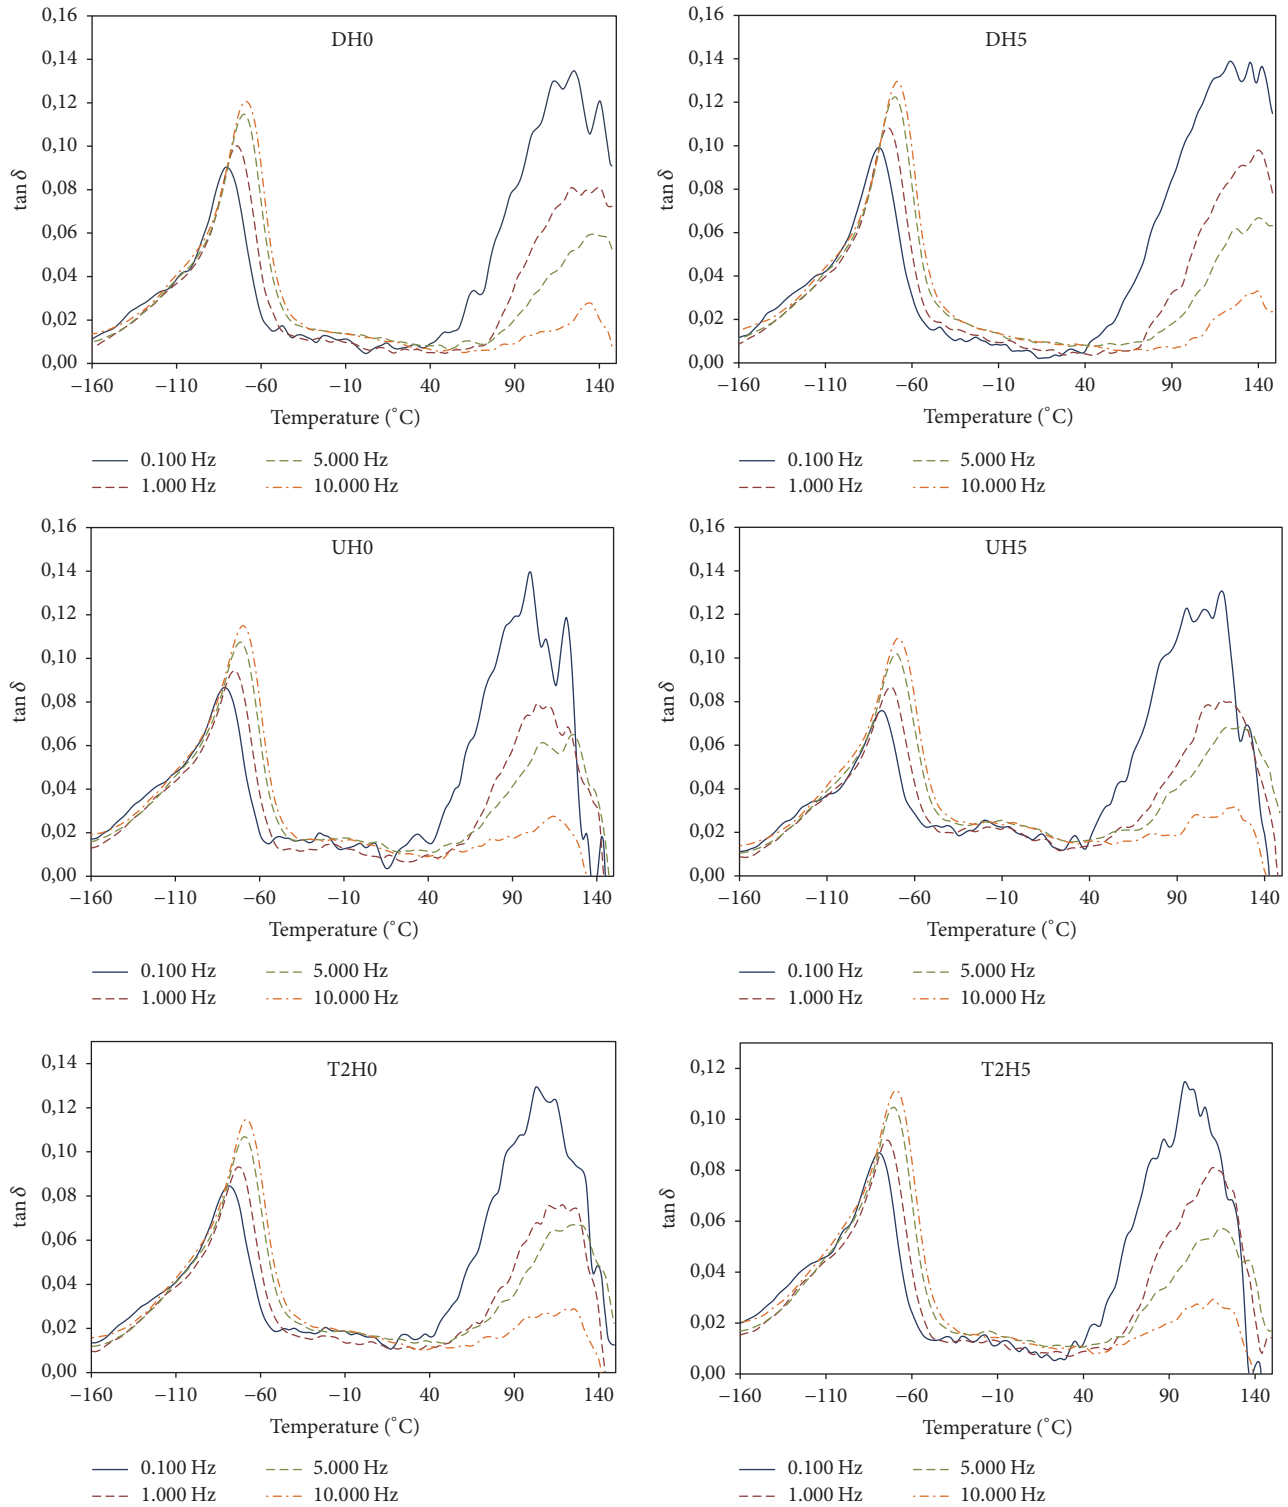 DH0
tan δ
0,16
0,14
0,12
0,10
0,08
0,06
0,04
0,02
0,00
−160 −110 −60 −10 40 90 140
Temperature (°C)
0.100 Hz 5.000 Hz
1.000 Hz 10.000 Hz
DH5
tan δ
0,16
0,14
0,12
0,10
0,08
0,06
0,04
0,02
0,00
−160 −110 −60 −10 40 90 140
Temperature (°C)
0.100 Hz 5.000 Hz
1.000 Hz 10.000 Hz
UH0
tan δ
0,16
0,14
0,12
0,10
0,08
0,06
0,04
0,02
0,00
−160 −110 −60 −10 40 90 140
Temperature (°C)
0.100 Hz 5.000 Hz
1.000 Hz 10.000 Hz
UH5
tan δ
0,16
0,14
0,12
0,10
0,08
0,06
0,04
0,02
0,00
−160 −110 −60 −10 40 90 140
Temperature (°C)
0.100 Hz 5.000 Hz
1.000 Hz 10.000 Hz
T2H0
tan δ
0,14
0,12
0,10
0,08
0,06
0,04
0,02
0,00
−160 −110 −60 −10 40 90 140
Temperature (°C)
0.100 Hz 5.000 Hz
1.000 Hz 10.000 Hz
T2H5
tan δ
0,12
0,10
0,08
0,06
0,04
0,02
0,00
−160 −110 −60 −10 40 90 140
Temperature (°C)
0.100 Hz 5.000 Hz
1.000 Hz 10.000 Hz